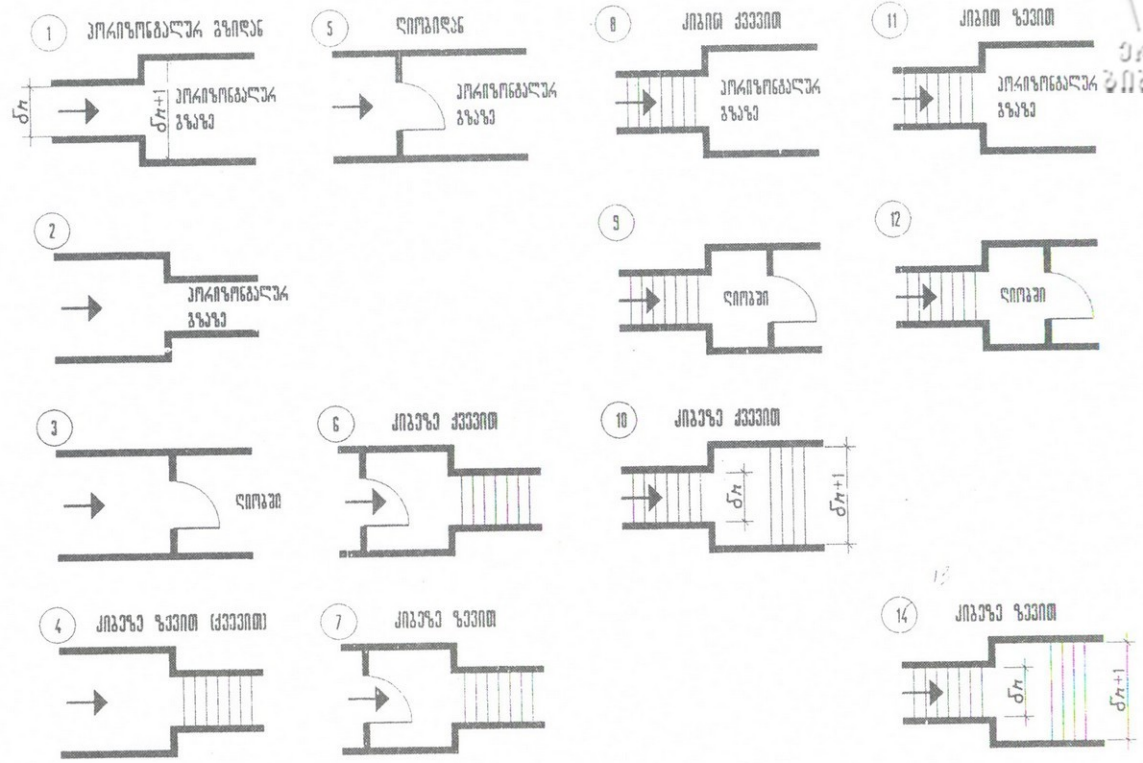 1 ჰორიზონტალურ გზიდან
δn
δn+1
ჰორიზონტალურ
გზაზე
5 ღიობიდან
ჰორიზონტალურ
გზაზე
8 კიბით ქვევით
ჰორიზონტალურ
გზაზე
11 კიბით ზევით
ჰორიზონტალურ
გზაზე
2
ჰორიზონტალურ
გზაზე
9
ღიობში
12
ღიობში
3
ღიობში
6 კიბეზე ქვევით
10 კიბეზე ქვევით
δn
δn+1
4 კიბეზე ზევით (ქვევით)
7 კიბეზე ზევით
14 კიბეზე ზევით
δn
δn+1